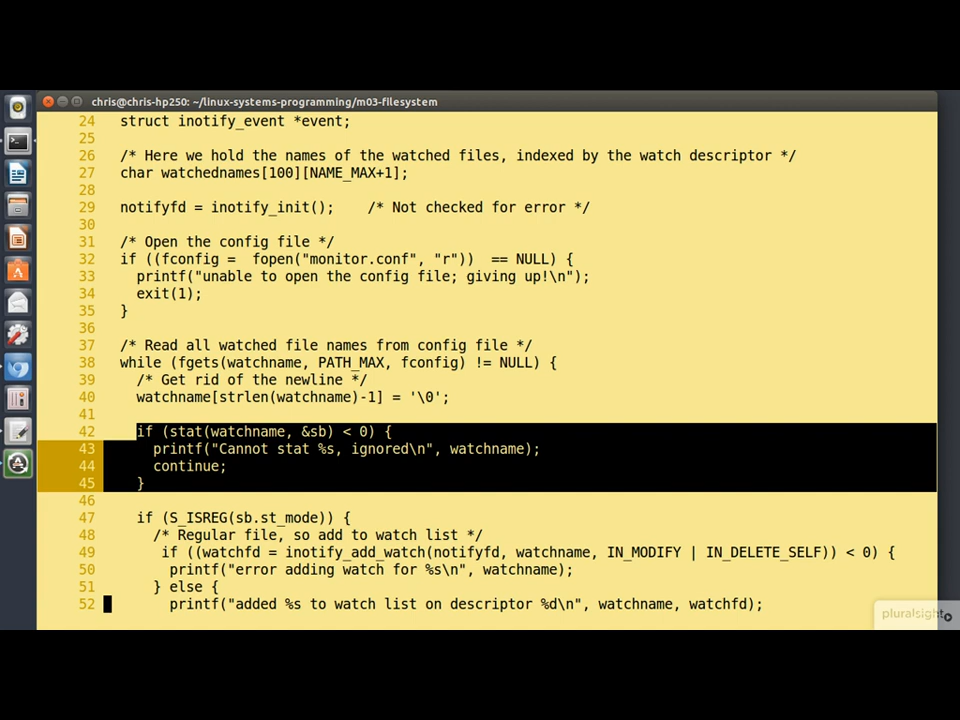 chris@chris-hp250: ~/linux-systems-programming/m03-filesystem
24 struct inotify_event *event;
25
26 /* Here we hold the names of the watched files, indexed by the watch descriptor */
27 char watchednames[100][NAME_MAX+1];
28
29 notifyfd = inotify_init();    /* Not checked for error */
30
31 /* Open the config file */
32 if ((fconfig =  fopen("monitor.conf", "r"))  == NULL) {
33   printf("unable to open the config file; giving up!\n");
34   exit(1);
35 }
36
37 /* Read all watched file names from config file */
38 while (fgets(watchname, PATH_MAX, fconfig) != NULL) {
39   /* Get rid of the newline */
40   watchname[strlen(watchname)-1] = '\0';
41
42   if (stat(watchname, &sb) < 0) {
43     printf("Cannot stat %s, ignored\n", watchname);
44     continue;
45   }
46
47   if (S_ISREG(sb.st_mode)) {
48     /* Regular file, so add to watch list */
49      if ((watchfd = inotify_add_watch(notifyfd, watchname, IN_MODIFY | IN_DELETE_SELF)) < 0) {
50       printf("error adding watch for %s\n", watchname);
51     } else {
52       printf("added %s to watch list on descriptor %d\n", watchname, watchfd);
pluralsight